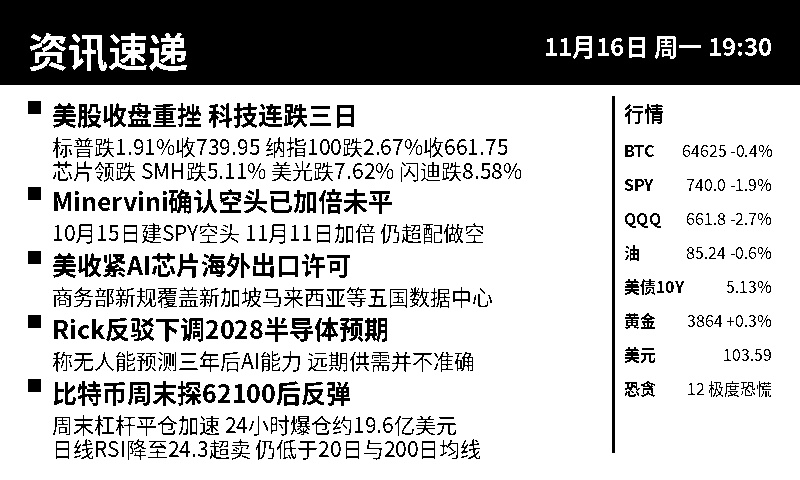 资讯速递
11月16日 周一 19:30
美股收盘重挫 科技连跌三日
标普跌1.91%收739.95 纳指100跌2.67%收661.75
芯片领跌 SMH跌5.11% 美光跌7.62% 闪迪跌8.58%
Minervini确认空头已加倍未平
10月15日建SPY空头 11月11日加倍 仍超配做空
美收紧AI芯片海外出口许可
商务部新规覆盖新加坡马来西亚等五国数据中心
Rick反驳下调2028半导体预期
称无人能预测三年后AI能力 远期供需并不准确
比特币周末探62100后反弹
周末杠杆平仓加速 24小时爆仓约19.6亿美元
日线RSI降至24.3超卖 仍低于20日与200日均线
行情
BTC 64625 -0.4%
SPY 740.0 -1.9%
QQQ 661.8 -2.7%
油 85.24 -0.6%
美债10Y 5.13%
黄金 3864 +0.3%
美元 103.59
恐贪 12 极度恐慌